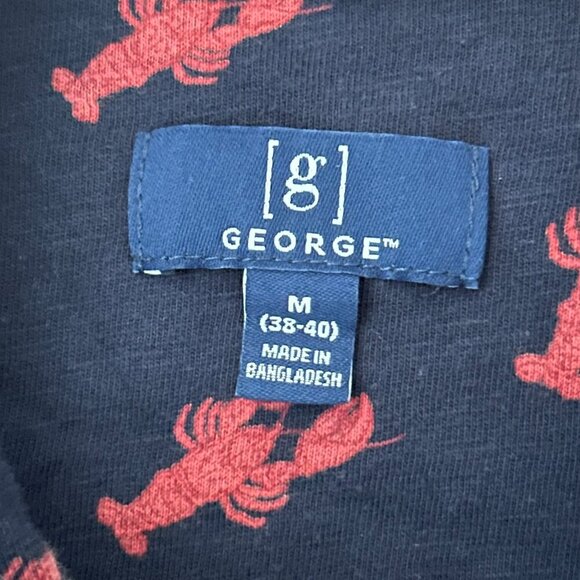 [g]
GEORGE™
M
(38-40)
MADE IN
BANGLADESH